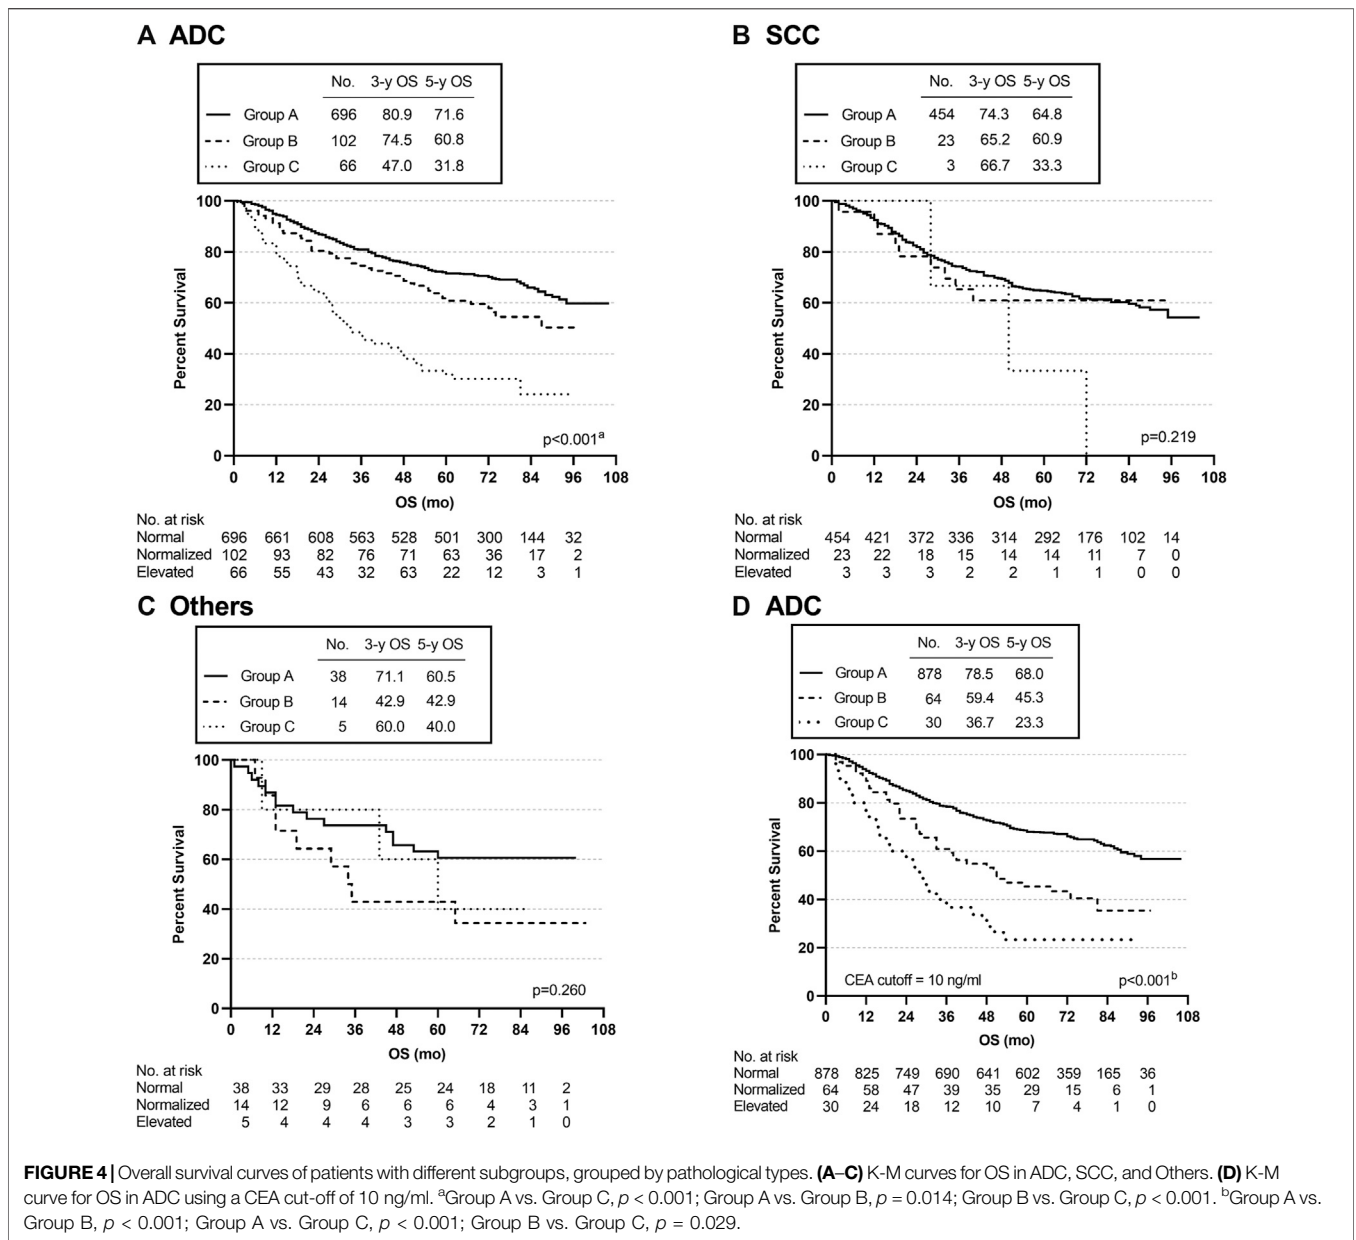 A ADC
No. 3-y OS 5-y OS
Group A 696 80.9 71.6
Group B 102 74.5 60.8
Group C 66 47.0 31.8
Percent Survival
100
80
60
40
20
0
p<0.001a
0 12 24 36 48 60 72 84 96 108
OS (mo)
No. at risk
Normal 696 661 608 563 528 501 300 144 32
Normalized 102 93 82 76 71 63 36 17 2
Elevated 66 55 43 32 63 22 12 3 1
B SCC
No. 3-y OS 5-y OS
Group A 454 74.3 64.8
Group B 23 65.2 60.9
Group C 3 66.7 33.3
Percent Survival
100
80
60
40
20
0
p=0.219
0 12 24 36 48 60 72 84 96 108
OS (mo)
No. at risk
Normal 454 421 372 336 314 292 176 102 14
Normalized 23 22 18 15 14 14 11 7 0
Elevated 3 3 3 2 2 1 1 0 0
C Others
No. 3-y OS 5-y OS
Group A 38 71.1 60.5
Group B 14 42.9 42.9
Group C 5 60.0 40.0
Percent Survival
100
80
60
40
20
0
p=0.260
0 12 24 36 48 60 72 84 96 108
OS (mo)
No. at risk
Normal 38 33 29 28 25 24 18 11 2
Normalized 14 12 9 6 6 6 4 3 1
Elevated 5 4 4 4 3 3 2 1 0
D ADC
No. 3-y OS 5-y OS
Group A 878 78.5 68.0
Group B 64 59.4 45.3
Group C 30 36.7 23.3
Percent Survival
100
80
60
40
20
0
CEA cutoff = 10 ng/ml p<0.001b
0 12 24 36 48 60 72 84 96 108
OS (mo)
No. at risk
Normal 878 825 749 690 641 602 359 165 36
Normalized 64 58 47 39 35 29 15 6 1
Elevated 30 24 18 12 10 7 4 1 0
FIGURE 4 | Overall survival curves of patients with different subgroups, grouped by pathological types. (A–C) K-M curves for OS in ADC, SCC, and Others. (D) K-M
curve for OS in ADC using a CEA cut-off of 10 ng/ml. aGroup A vs. Group C, p < 0.001; Group A vs. Group B, p = 0.014; Group B vs. Group C, p < 0.001. bGroup A vs.
Group B, p < 0.001; Group A vs. Group C, p < 0.001; Group B vs. Group C, p = 0.029.